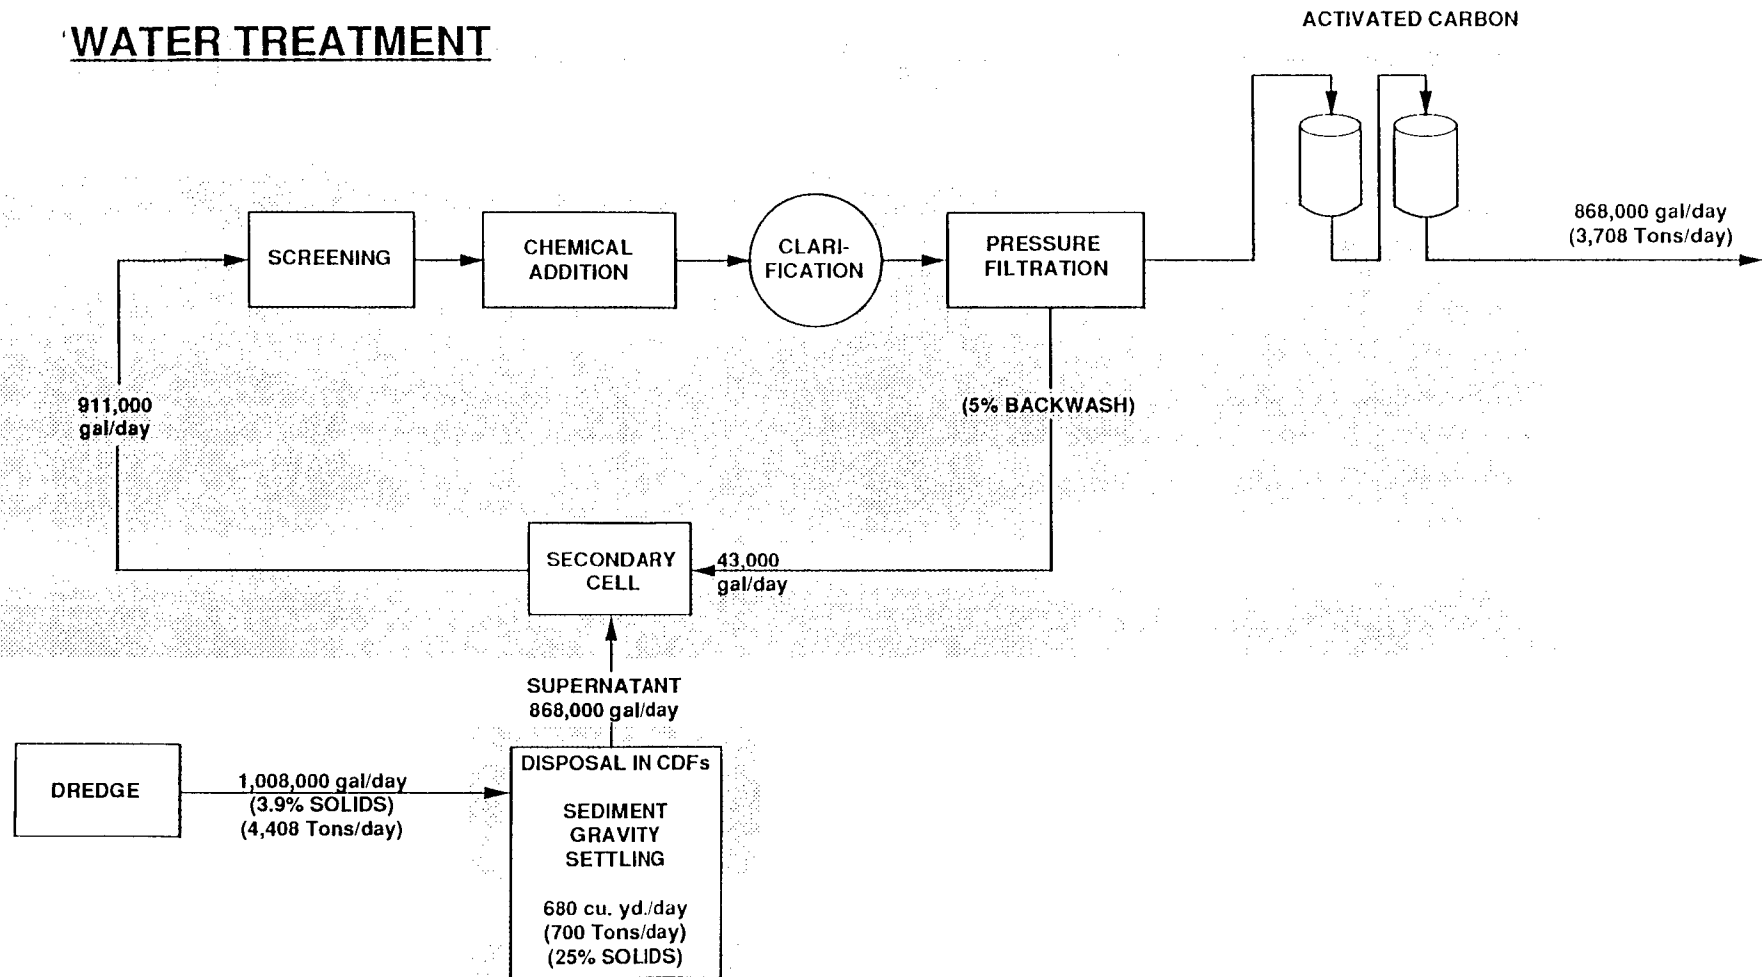 WATER TREATMENT
ACTIVATED CARBON
SCREENING
CHEMICAL
ADDITION
CLARI-
FICATION
PRESSURE
FILTRATION
868,000 gal/day
(3,708 Tons/day)
911,000
gal/day
(5% BACKWASH)
SECONDARY
CELL
43,000
gal/day
SUPERNATANT
868,000 gal/day
DREDGE
1,008,000 gal/day
(3.9% SOLIDS)
(4,408 Tons/day)
DISPOSAL IN CDFs
SEDIMENT
GRAVITY
SETTLING
680 cu. yd./day
(700 Tons/day)
(25% SOLIDS)